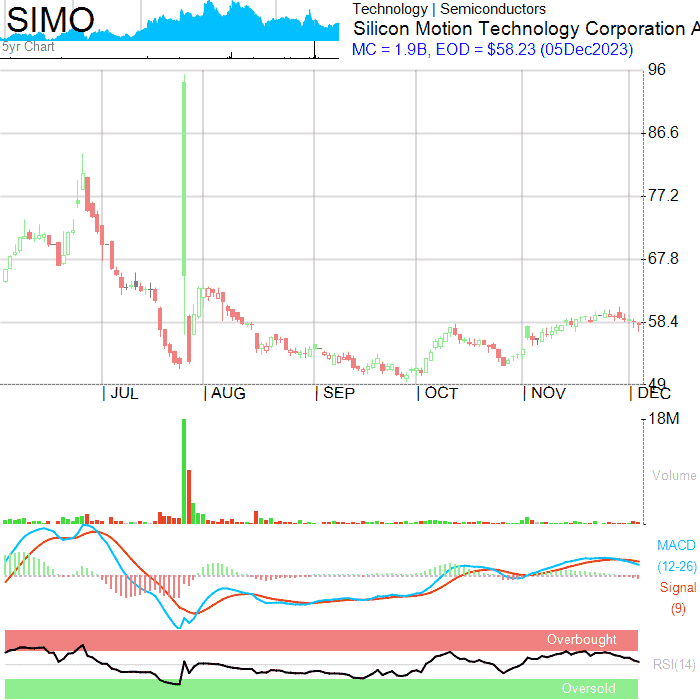 SIMO
5yr Chart
Technology | Semiconductors
Silicon Motion Technology Corporation A
MC = 1.9B, EOD = $58.23 (05Dec2023)
96
86.6
77.2
67.8
58.4
49
| JUL | AUG | SEP | OCT | NOV | DEC
18M
Volume
MACD
(12-26)
Signal
(9)
Overbought
RSI(14)
Oversold